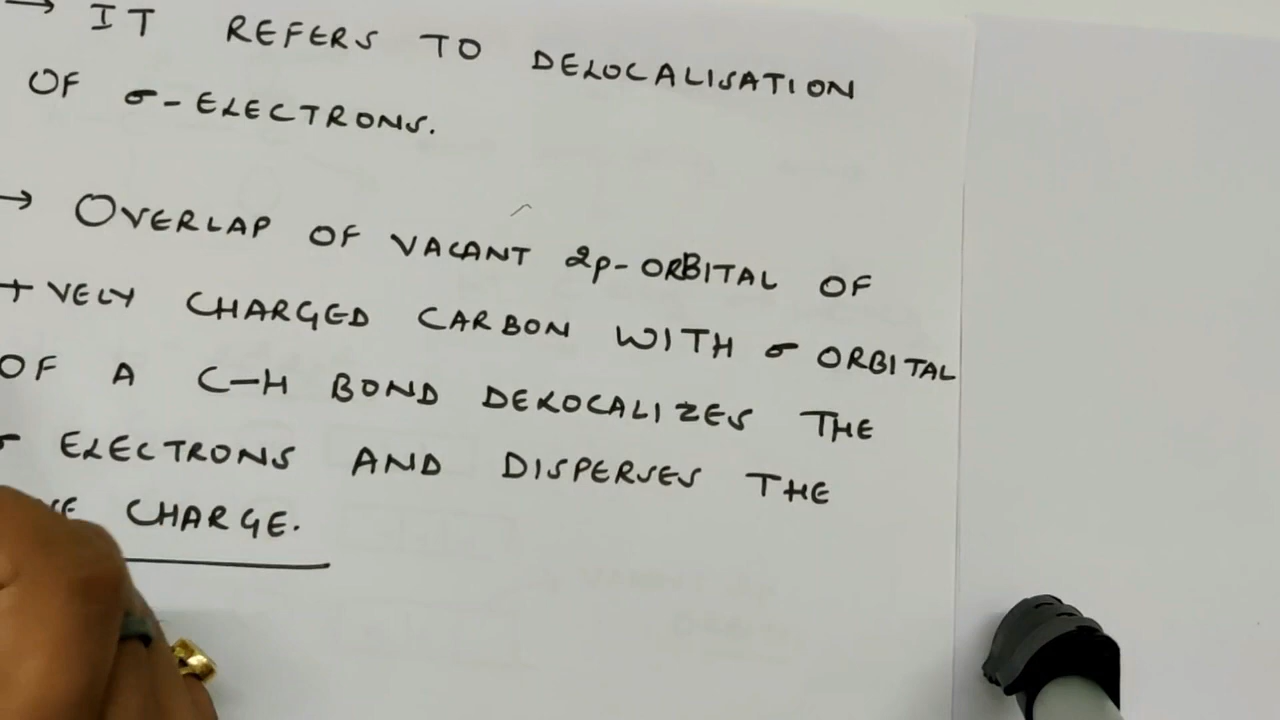 → IT REFERS TO DELOCALISATION
OF σ-ELECTRONS.
→ OVERLAP OF VACANT 2p-ORBITAL OF
+VELY CHARGED CARBON WITH σ ORBITAL
OF A C-H BOND DELOCALIZES THE
σ ELECTRONS AND DISPERSES THE
CHARGE.